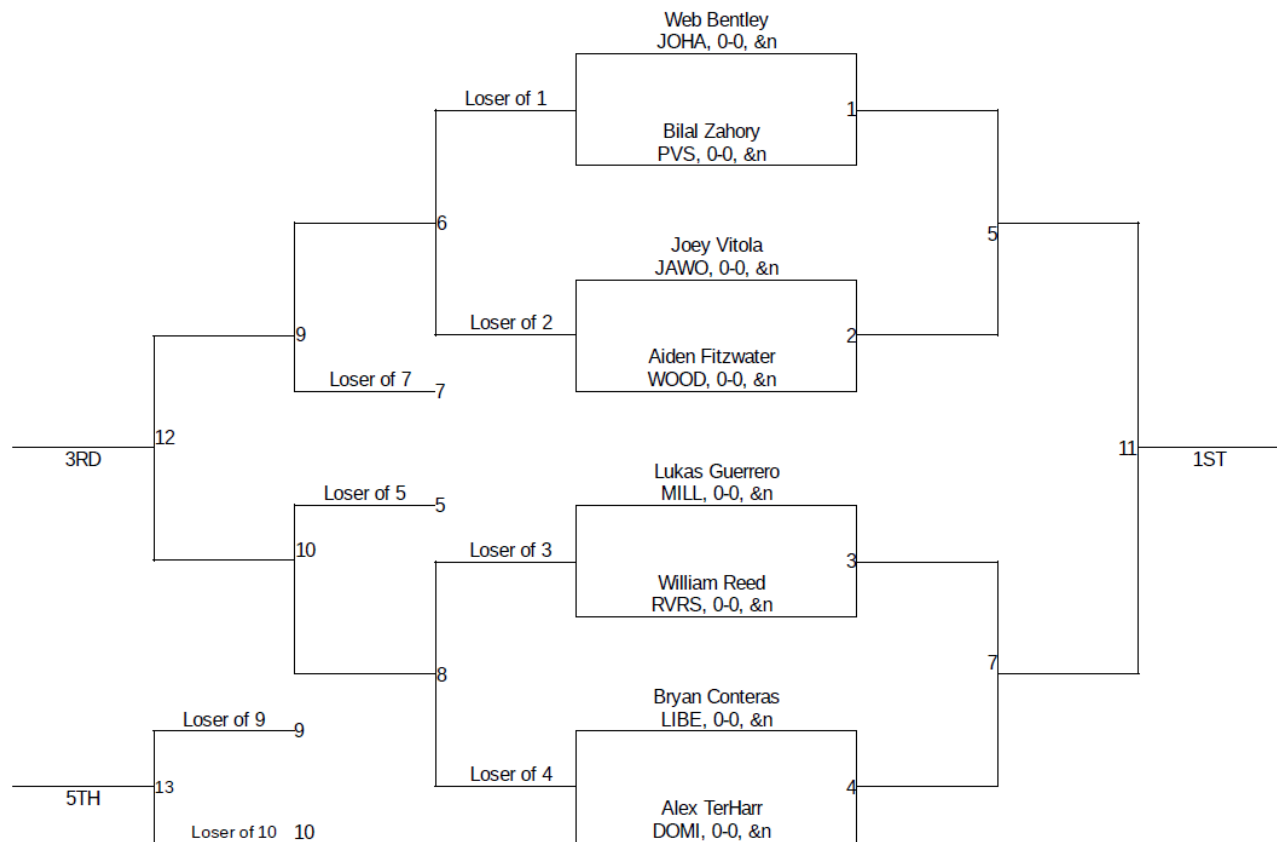 Web Bentley
JOHA, 0-0, &n
Loser of 1
1
Bilal Zahory
PVS, 0-0, &n
6
5
Joey Vitola
JAWO, 0-0, &n
Loser of 2
9
2
Aiden Fitzwater
WOOD, 0-0, &n
Loser of 7
7
12
3RD
11
1ST
Lukas Guerrero
MILL, 0-0, &n
Loser of 5
5
10
Loser of 3
3
William Reed
RVRS, 0-0, &n
7
8
Bryan Conteras
LIBE, 0-0, &n
Loser of 9
9
Loser of 4
4
13
5TH
Alex TerHarr
DOMI, 0-0, &n
Loser of 10
10